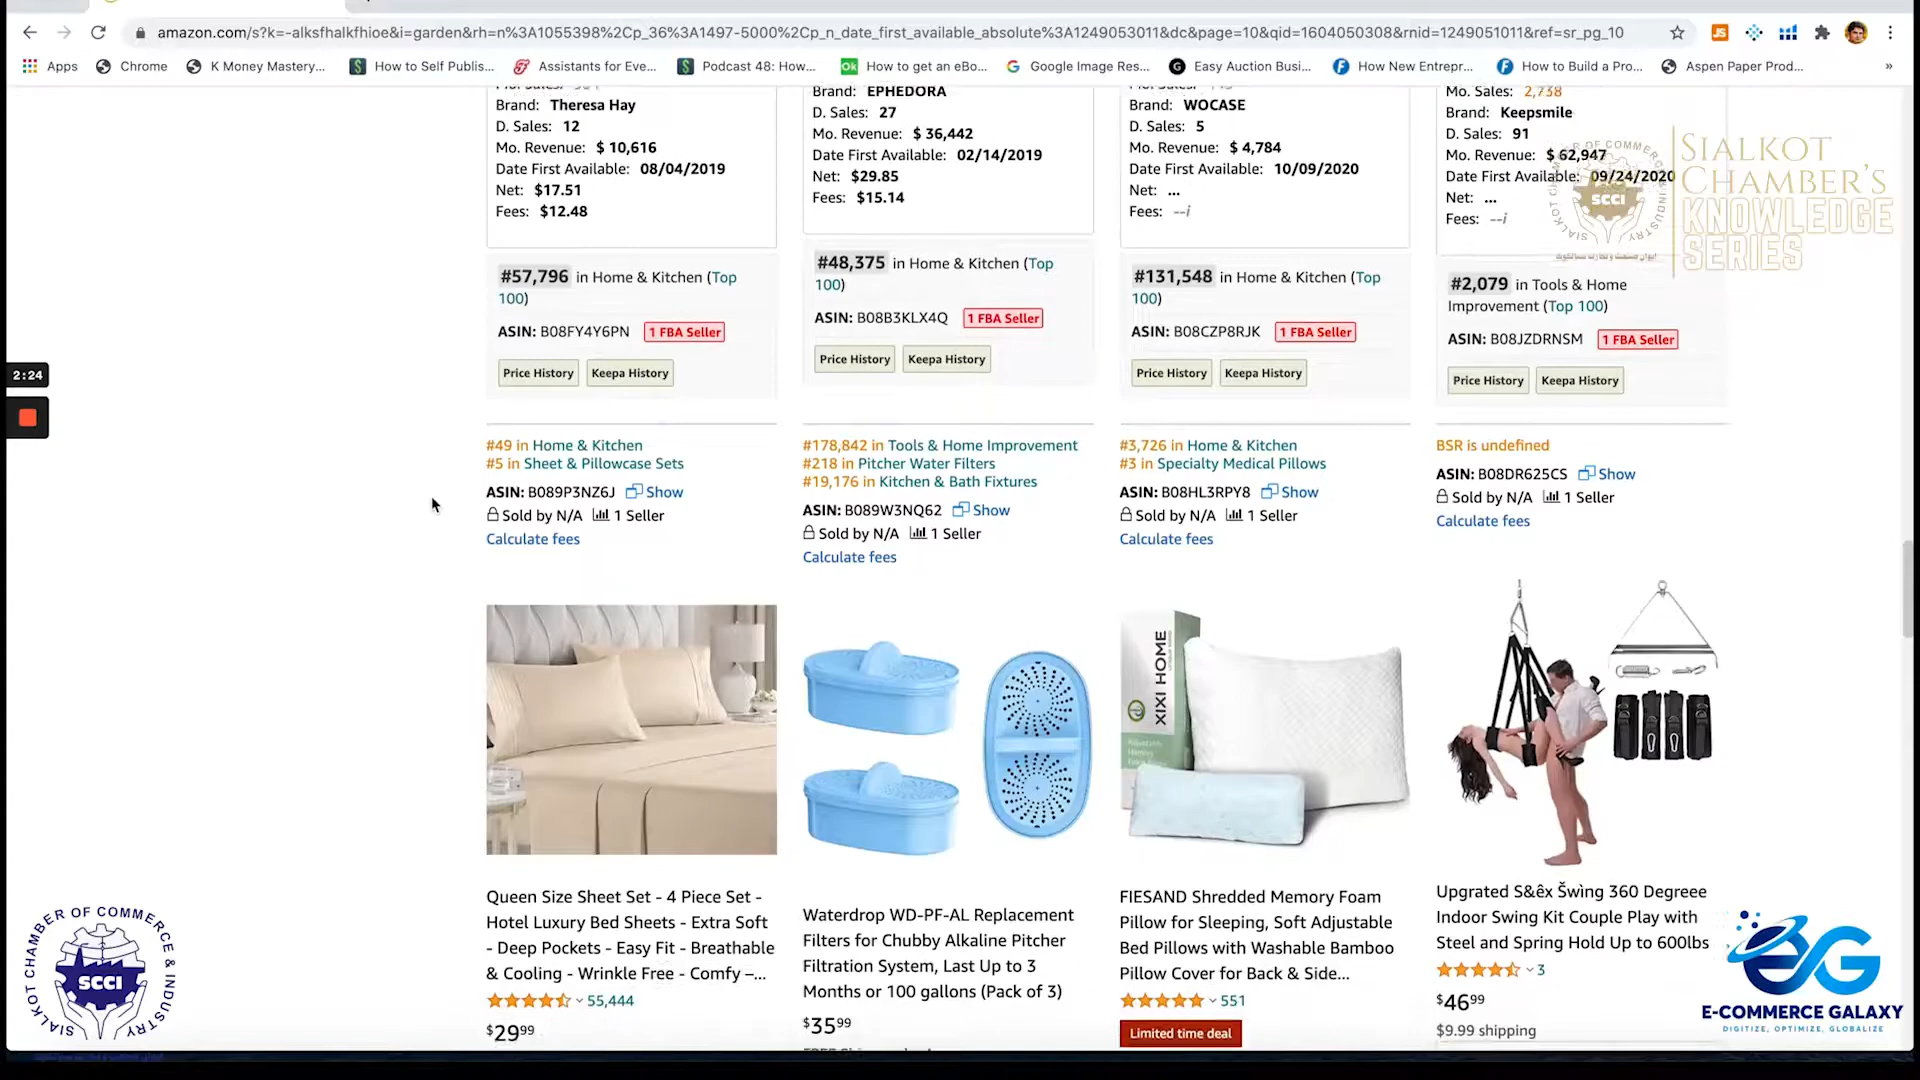 amazon.com/s?k=-alksfhalkfhioe&i=garden&rh=n%3A1055398%2Cp_36%3A1497-5000%2Cp_n_date_first_available_absolute%3A1249053011&dc&page=10&qid=1604050308&rnid=1249051011&ref=sr_pg_10
Apps
Chrome
K Money Mastery...
How to Self Publis...
Assistants for Eve...
Podcast 48: How...
How to get an eBo...
Google Image Res...
Easy Auction Busi...
How New Entrepr...
How to Build a Pro...
Aspen Paper Prod...
Brand: Theresa Hay
D. Sales: 12
Mo. Revenue: $ 10,616
Date First Available: 08/04/2019
Net: $17.51
Fees: $12.48
#57,796 in Home & Kitchen (Top
100)
ASIN: B08FY4Y6PN 1 FBA Seller
Price History Keepa History
Brand: EPHEDORA
D. Sales: 27
Mo. Revenue: $ 36,442
Date First Available: 02/14/2019
Net: $29.85
Fees: $15.14
#48,375 in Home & Kitchen (Top
100)
ASIN: B08B3KLX4Q 1 FBA Seller
Price History Keepa History
Brand: WOCASE
D. Sales: 5
Mo. Revenue: $ 4,784
Date First Available: 10/09/2020
Net: ...
Fees: --i
#131,548 in Home & Kitchen (Top
100)
ASIN: B08CZP8RJK 1 FBA Seller
Price History Keepa History
Mo. Sales: 2,738
Brand: Keepsmile
D. Sales: 91
Mo. Revenue: $ 62,947
Date First Available: 09/24/2020
Net: ...
Fees: --i
#2,079 in Tools & Home
Improvement (Top 100)
ASIN: B08JZDRNSM 1 FBA Seller
Price History Keepa History
SIALKOT
CHAMBER'S
KNOWLEDGE
SERIES
SIALKOT CHAMBER OF COMMERCE & INDUSTRY
SCCI
2:24
#49 in Home & Kitchen
#5 in Sheet & Pillowcase Sets
ASIN: B089P3NZ6J Show
Sold by N/A 1 Seller
Calculate fees
#178,842 in Tools & Home Improvement
#218 in Pitcher Water Filters
#19,176 in Kitchen & Bath Fixtures
ASIN: B089W3NQ62 Show
Sold by N/A 1 Seller
Calculate fees
#3,726 in Home & Kitchen
#3 in Specialty Medical Pillows
ASIN: B08HL3RPY8 Show
Sold by N/A 1 Seller
Calculate fees
BSR is undefined
ASIN: B08DR625CS Show
Sold by N/A 1 Seller
Calculate fees
XIXI HOME
Queen Size Sheet Set - 4 Piece Set -
Hotel Luxury Bed Sheets - Extra Soft
- Deep Pockets - Easy Fit - Breathable
& Cooling - Wrinkle Free - Comfy –...
55,444
$29⁹⁹
Waterdrop WD-PF-AL Replacement
Filters for Chubby Alkaline Pitcher
Filtration System, Last Up to 3
Months or 100 gallons (Pack of 3)
$35⁹⁹
FIESAND Shredded Memory Foam
Pillow for Sleeping, Soft Adjustable
Bed Pillows with Washable Bamboo
Pillow Cover for Back & Side...
551
Limited time deal
Upgrated S&êx Šwìng 360 Degreee
Indoor Swing Kit Couple Play with
Steel and Spring Hold Up to 600lbs
3
$46⁹⁹
$9.99 shipping
SIALKOT CHAMBER OF COMMERCE & INDUSTRY
SCCI
E-COMMERCE GALAXY
DIGITIZE, OPTIMIZE, GLOBALIZE